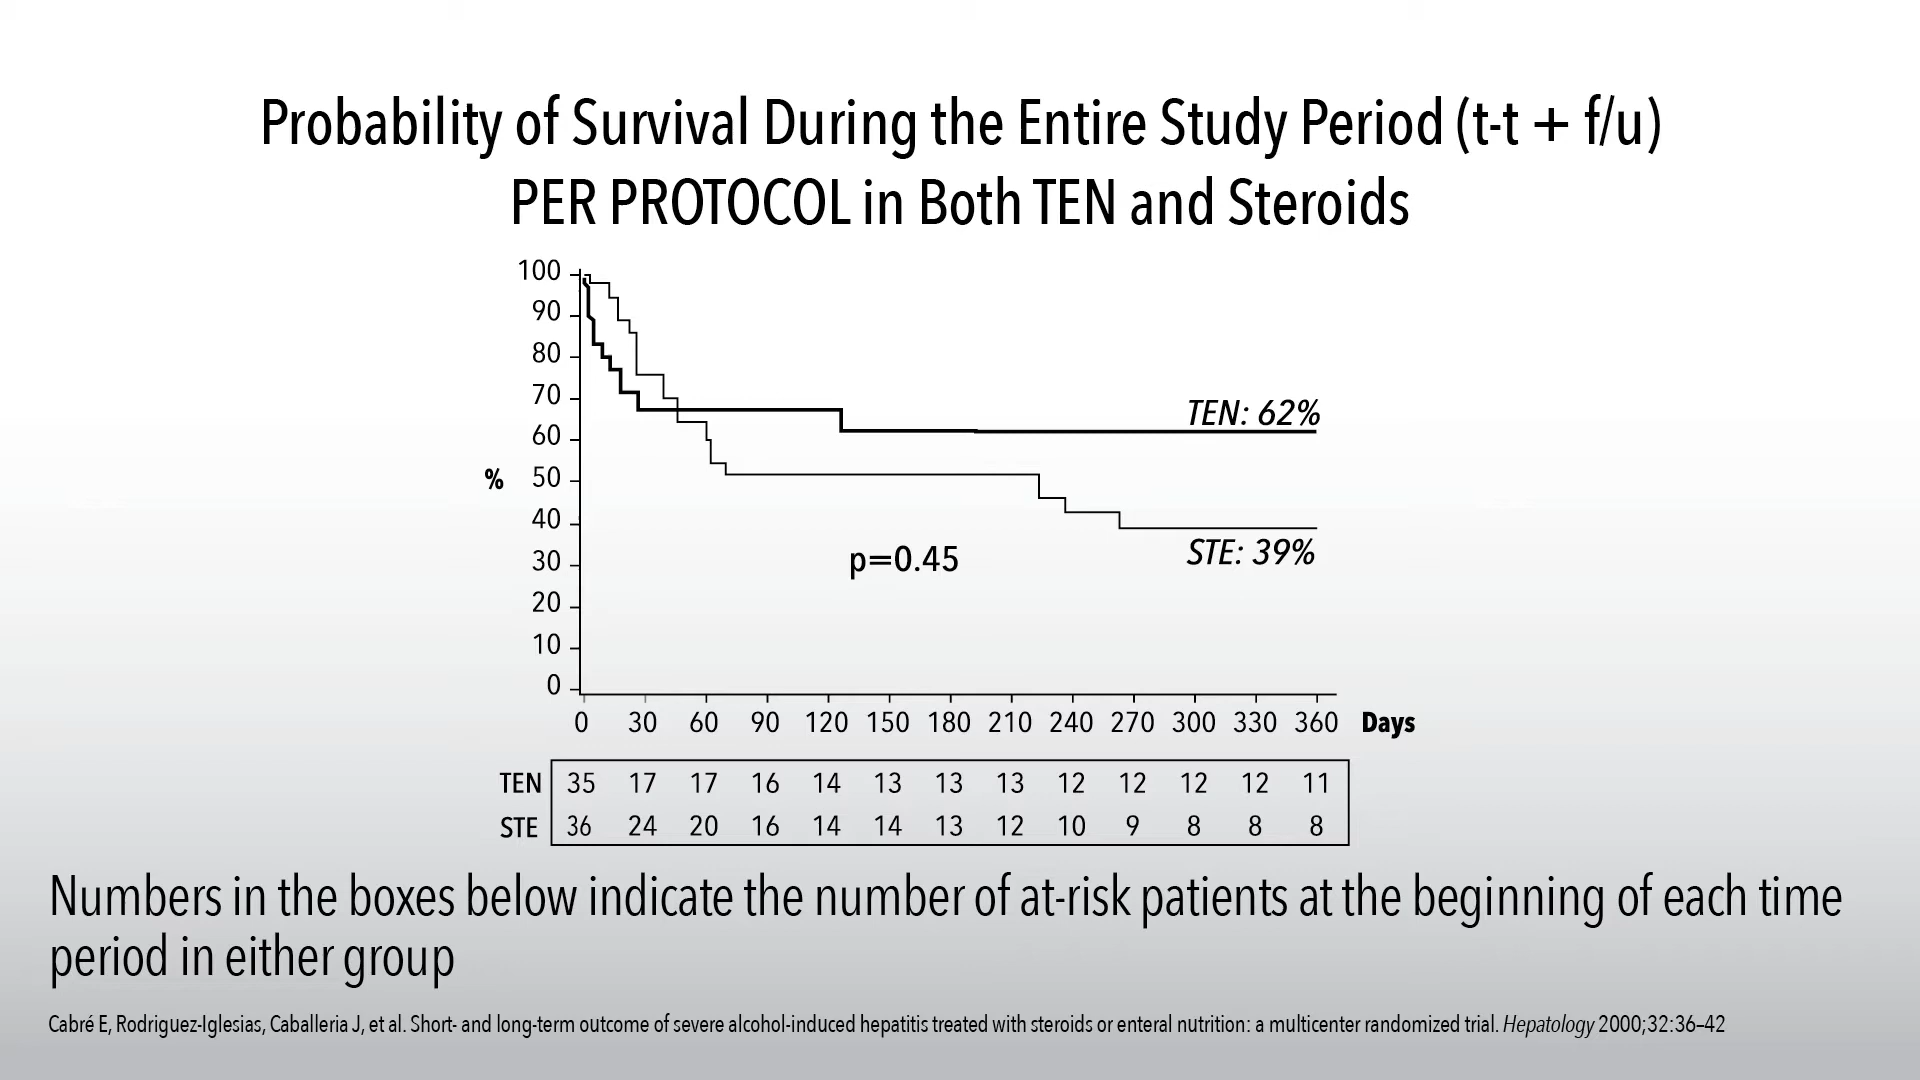 Probability of Survival During the Entire Study Period (t-t + f/u)
PER PROTOCOL in Both TEN and Steroids
100
90
80
70
60
% 50
40
30
20
10
0
TEN: 62%
STE: 39%
p=0.45
0 30 60 90 120 150 180 210 240 270 300 330 360 Days
TEN 35 17 17 16 14 13 13 13 12 12 12 12 11
STE 36 24 20 16 14 14 13 12 10 9 8 8 8
Numbers in the boxes below indicate the number of at-risk patients at the beginning of each time
period in either group
Cabré E, Rodriguez-Iglesias, Caballeria J, et al. Short- and long-term outcome of severe alcohol-induced hepatitis treated with steroids or enteral nutrition: a multicenter randomized trial. Hepatology 2000;32:36–42